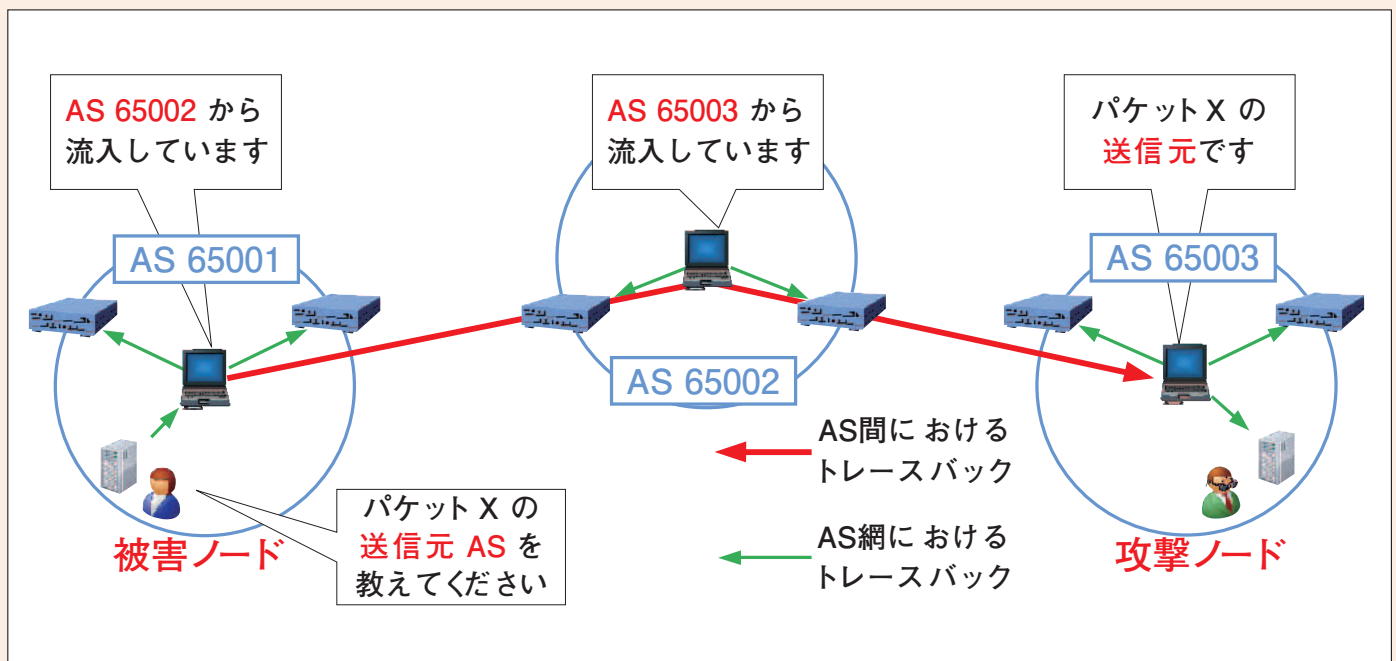 AS 65002 から
流入しています
AS 65003 から
流入しています
パケット X の
送信元です
AS 65001
AS 65003
AS 65002
AS間に おける
トレースバック
パケット X の
送信元 AS を
教えてください
AS網に おける
トレースバック
被害ノード
攻撃ノード